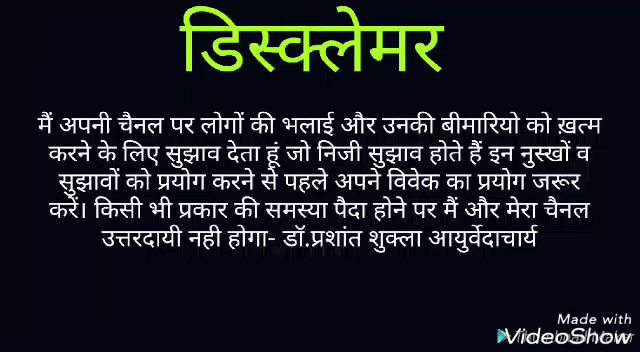 डिस्क्लेमर
मैं अपनी चैनल पर लोगों की भलाई और उनकी बीमारियो को ख़त्म
करने के लिए सुझाव देता हूं जो निजी सुझाव होते हैं इन नुस्खों व
सुझावों को प्रयोग करने से पहले अपने विवेक का प्रयोग जरूर
करें। किसी भी प्रकार की समस्या पैदा होने पर मैं और मेरा चैनल
उत्तरदायी नही होगा- डॉ.प्रशांत शुक्ला आयुर्वेदाचार्य
Made with
VideoShow